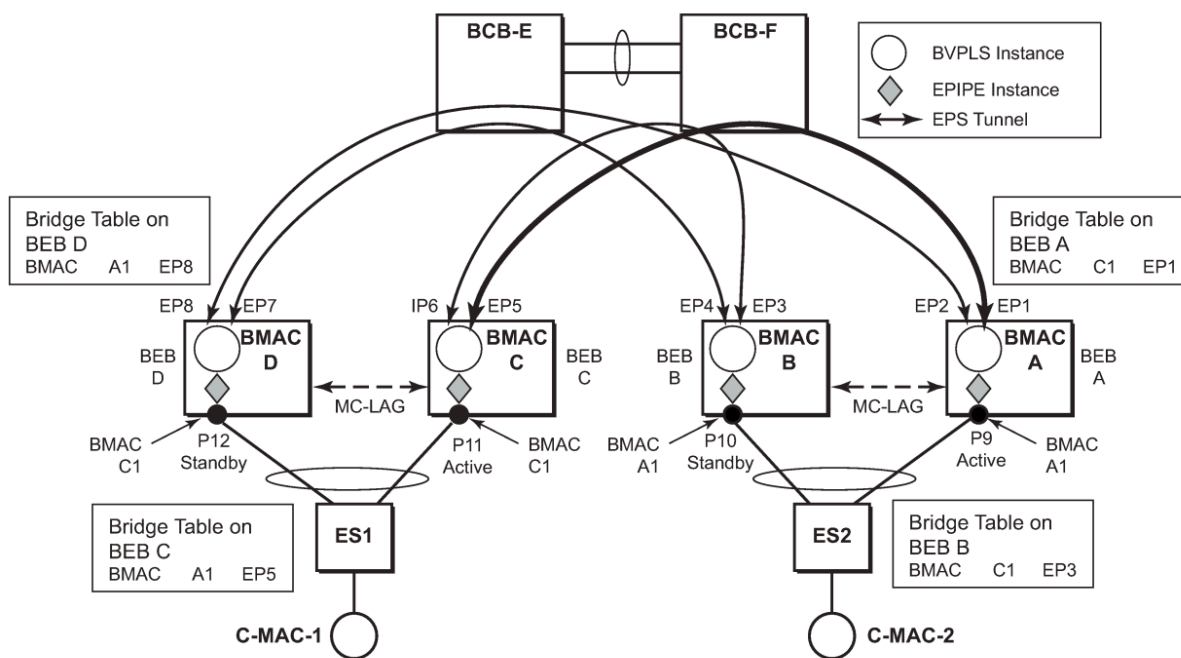 BCB-E
BCB-F
BVPLS Instance
EPIPE Instance
EPS Tunnel
Bridge Table on
BEB D
BMAC A1 EP8
Bridge Table on
BEB A
BMAC C1 EP1
EP8
EP7
IP6
EP5
EP4
EP3
EP2
EP1
BEB
D
BMAC
D
MC-LAG
BMAC
C
BEB
C
BEB
B
BMAC
B
MC-LAG
BMAC
A
BEB
A
BMAC
C1
P12
Standby
P11
Active
BMAC
C1
BMAC
A1
P10
Standby
P9
Active
BMAC
A1
Bridge Table on
BEB C
BMAC A1 EP5
ES1
ES2
Bridge Table on
BEB B
BMAC C1 EP3
C-MAC-1
C-MAC-2